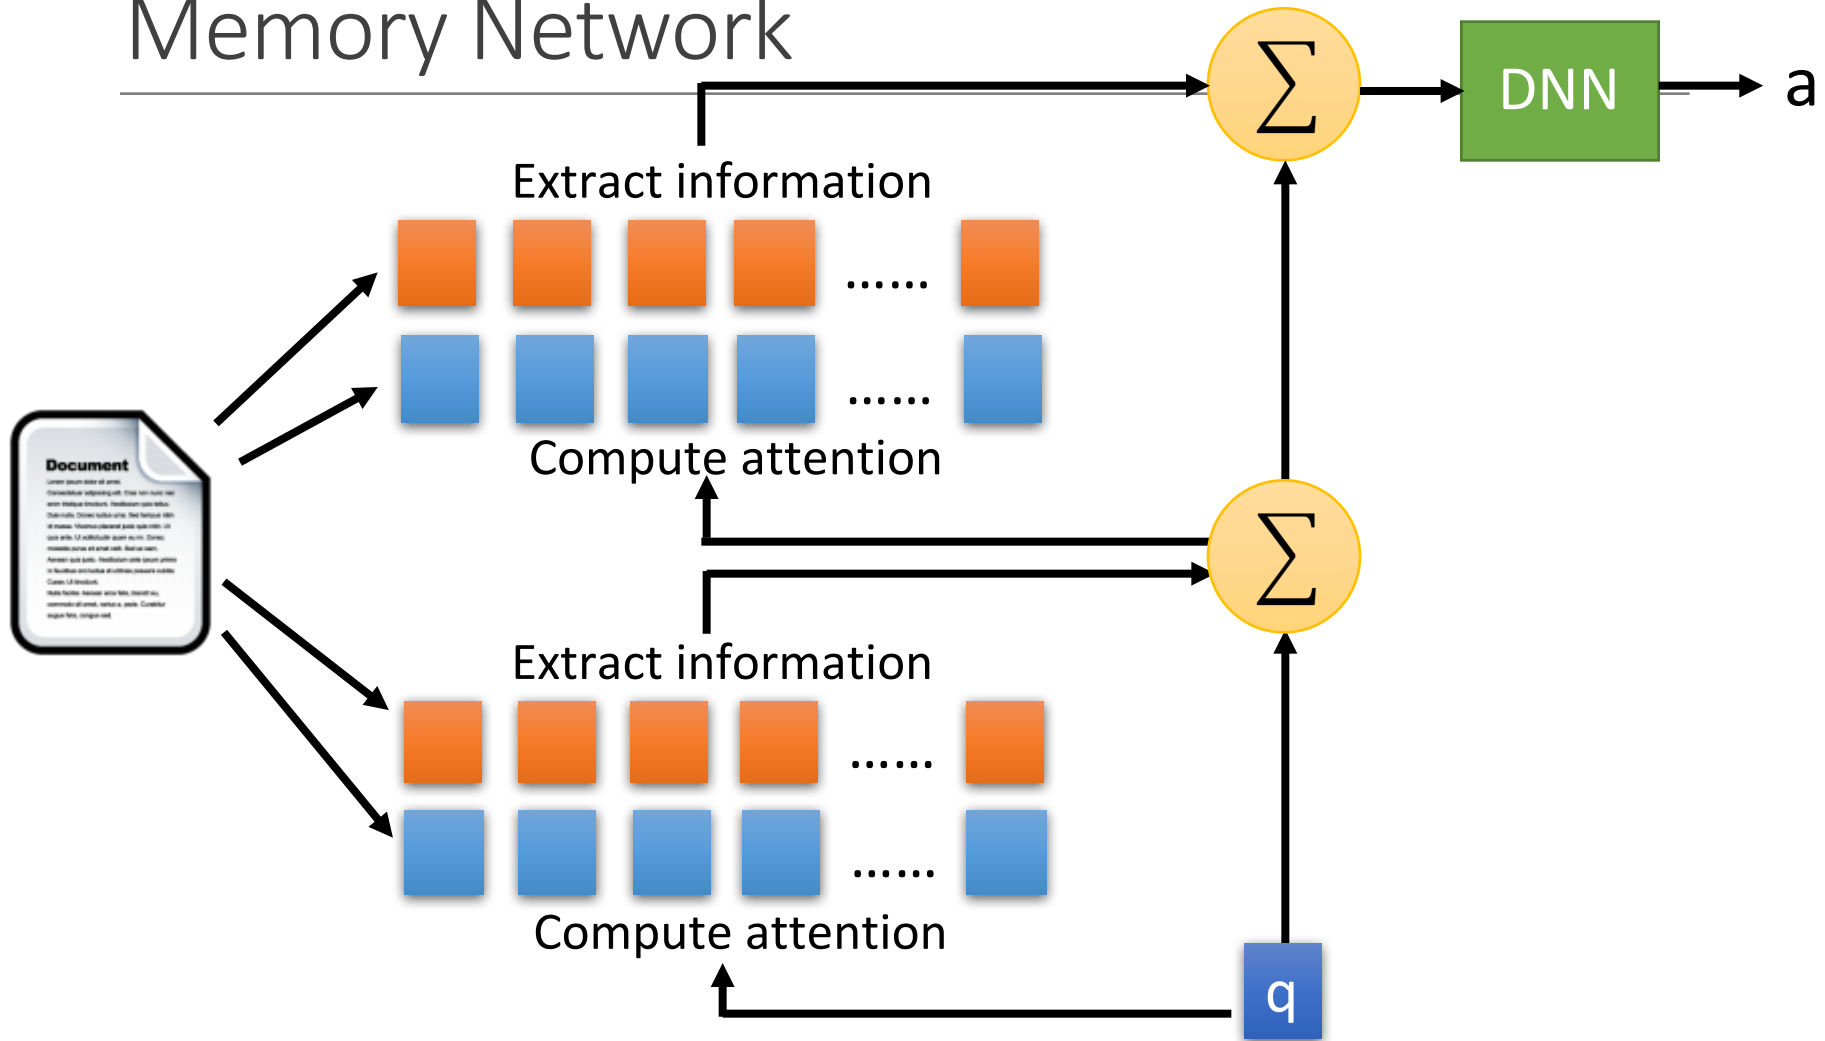 Memory Network
∑
DNN
a
Extract information
......
......
Compute attention
Document
∑
Extract information
......
......
Compute attention
q